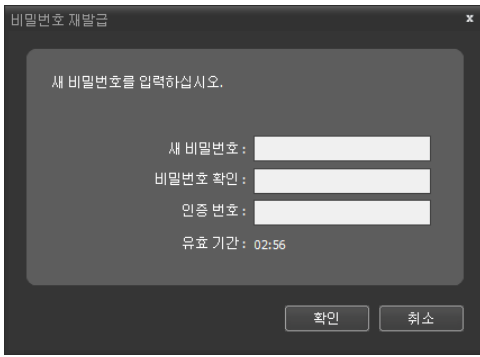 비밀번호 재발급 x
새 비밀번호를 입력하십시오.
새 비밀번호 :
비밀번호 확인 :
인증 번호 :
유효 기간 : 02:56
확인 취소